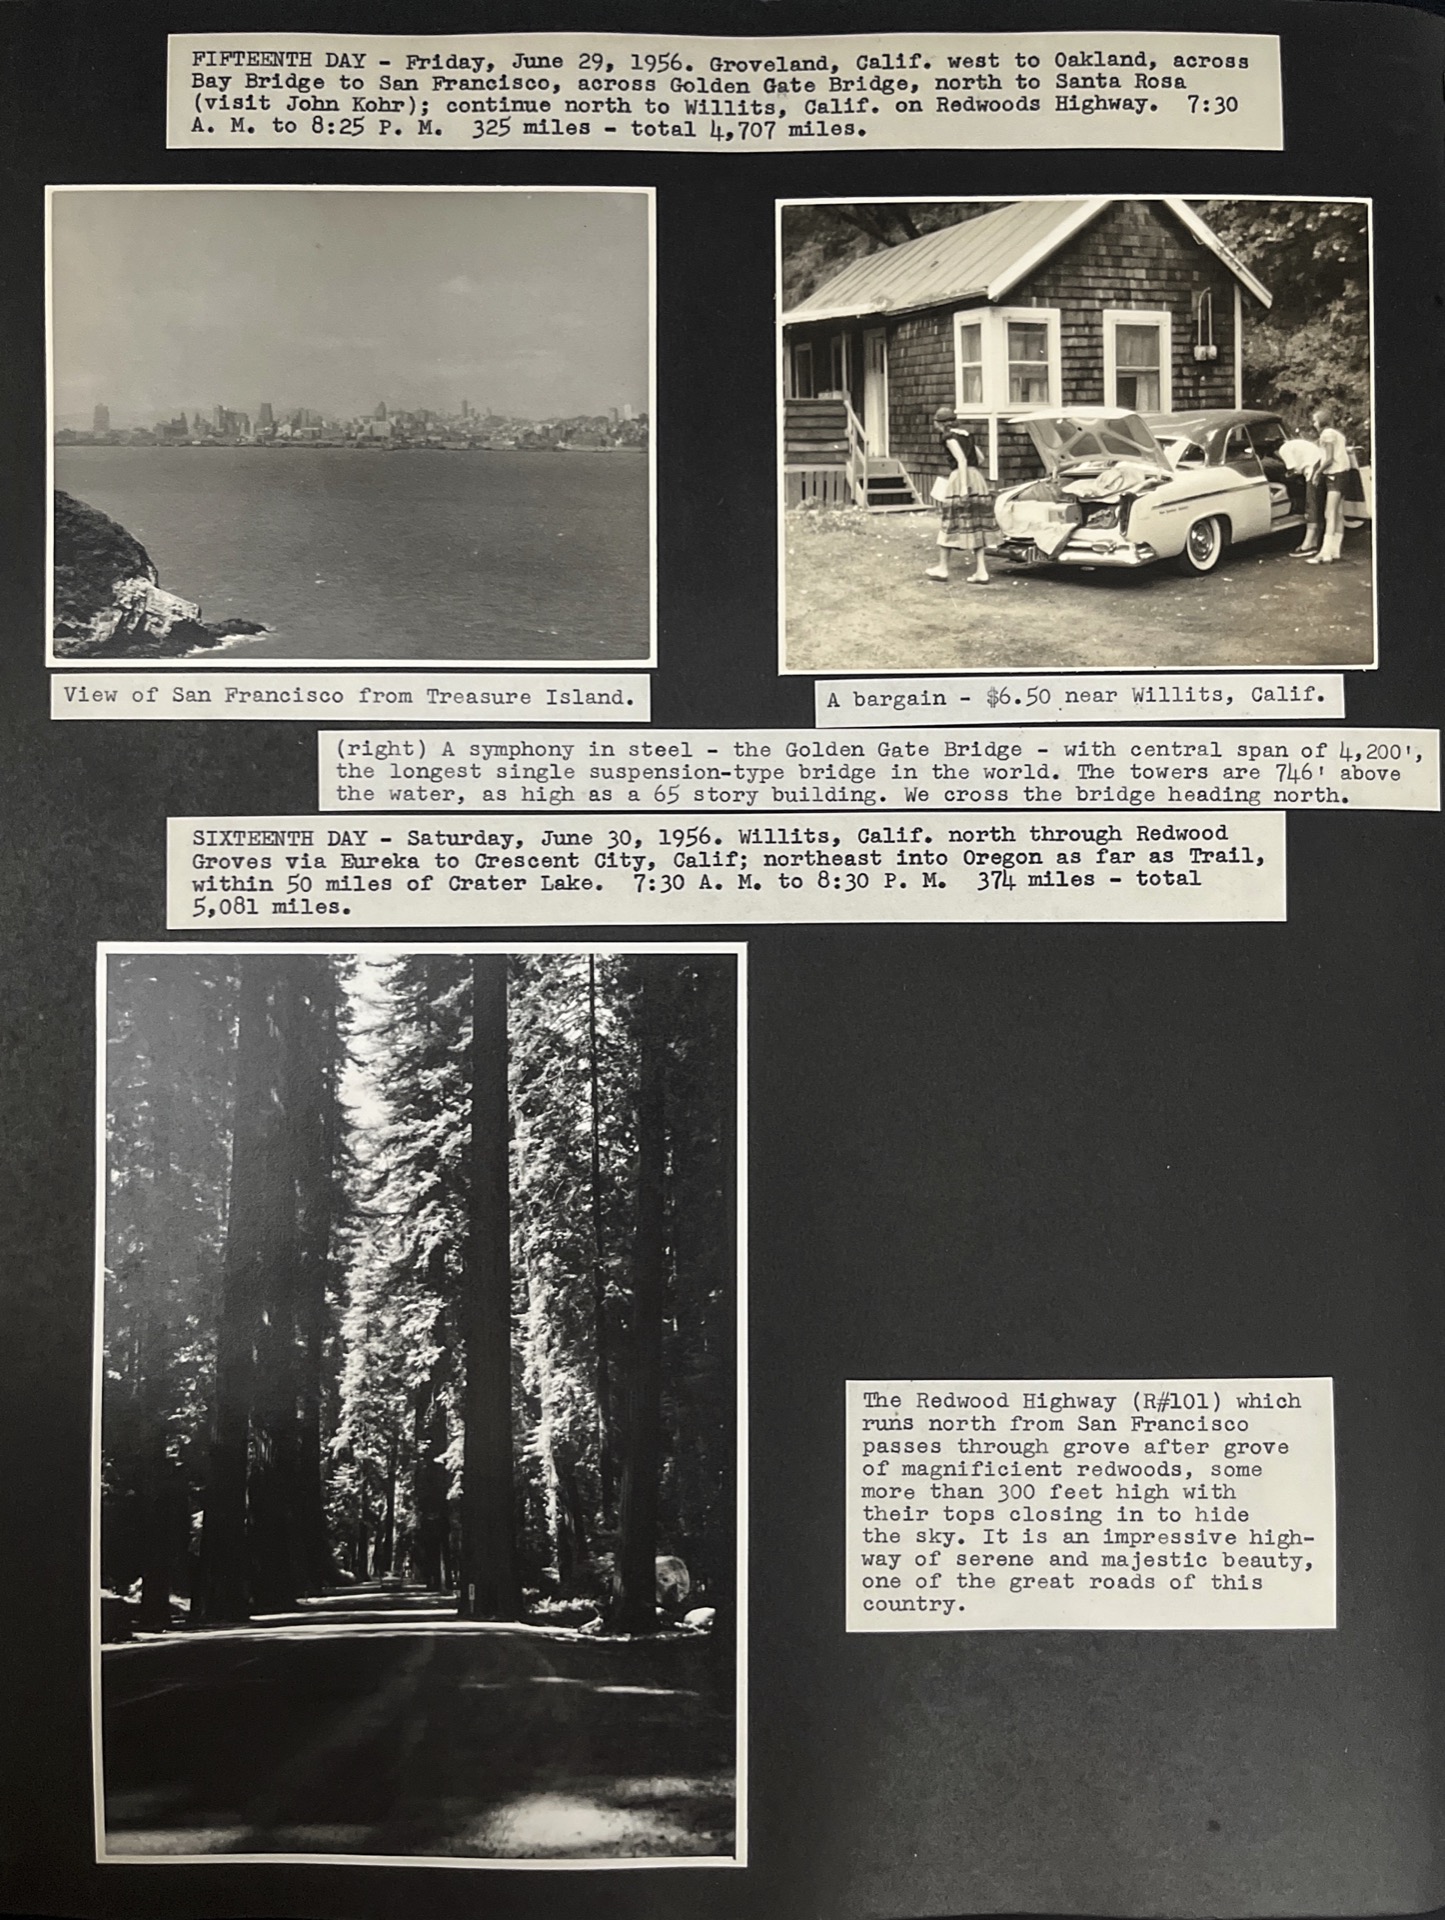 FIFTEENTH DAY - Friday, June 29, 1956. Groveland, Calif. west to Oakland, across
Bay Bridge to San Francisco, across Golden Gate Bridge, north to Santa Rosa
(visit John Kohr); continue north to Willits, Calif. on Redwoods Highway. 7:30
A. M. to 8:25 P. M. 325 miles - total 4,707 miles.
View of San Francisco from Treasure Island.
A bargain - $6.50 near Willits, Calif.
(right) A symphony in steel - the Golden Gate Bridge - with central span of 4,200',
the longest single suspension-type bridge in the world. The towers are 746' above
the water, as high as a 65 story building. We cross the bridge heading north.
SIXTEENTH DAY - Saturday, June 30, 1956. Willits, Calif. north through Redwood
Groves via Eureka to Crescent City, Calif; northeast into Oregon as far as Trail,
within 50 miles of Crater Lake. 7:30 A. M. to 8:30 P. M. 374 miles - total
5,081 miles.
The Redwood Highway (R#101) which
runs north from San Francisco
passes through grove after grove
of magnificient redwoods, some
more than 300 feet high with
their tops closing in to hide
the sky. It is an impressive high-
way of serene and majestic beauty,
one of the great roads of this
country.